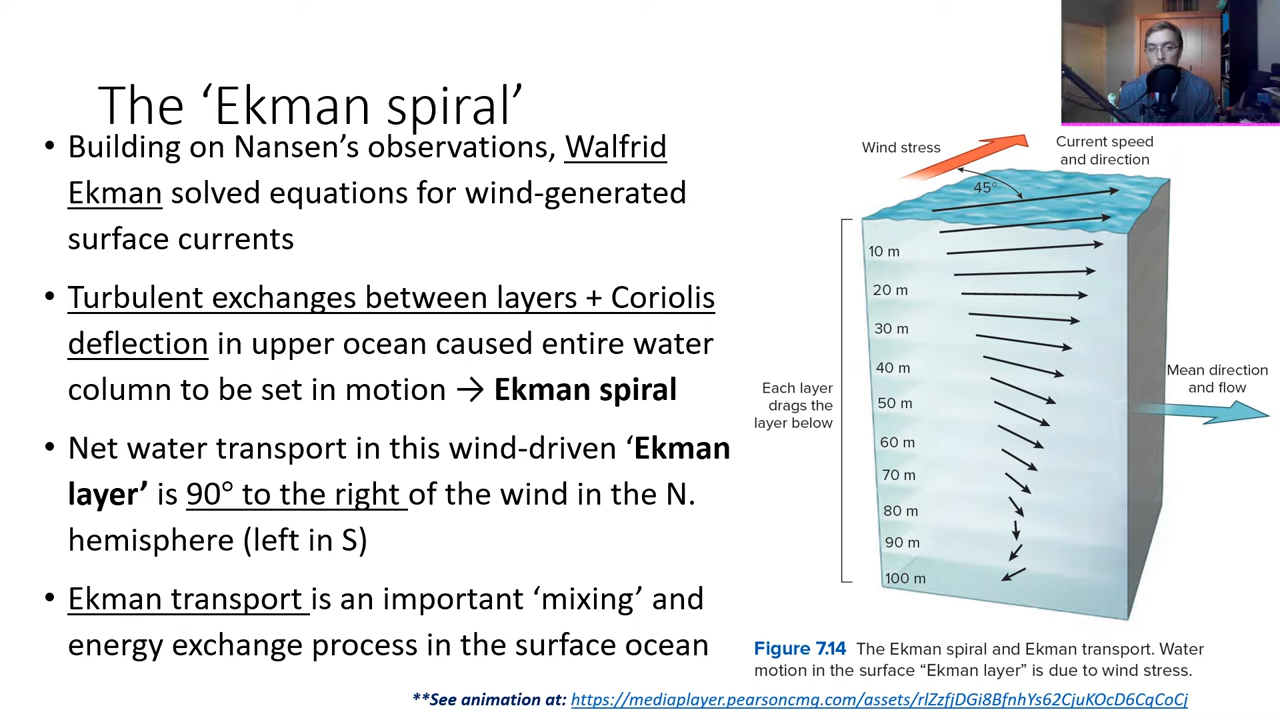 The ‘Ekman spiral’
• Building on Nansen’s observations, Walfrid
Ekman solved equations for wind-generated
surface currents
• Turbulent exchanges between layers + Coriolis
deflection in upper ocean caused entire water
column to be set in motion → Ekman spiral
• Net water transport in this wind-driven ‘Ekman
layer’ is 90° to the right of the wind in the N.
hemisphere (left in S)
• Ekman transport is an important ‘mixing’ and
energy exchange process in the surface ocean
Wind stress
Current speed
and direction
45°
10 m
20 m
30 m
40 m
50 m
60 m
70 m
80 m
90 m
100 m
Each layer
drags the
layer below
Mean direction
and flow
Figure 7.14 The Ekman spiral and Ekman transport. Water
motion in the surface “Ekman layer” is due to wind stress.
**See animation at: https://mediaplayer.pearsoncmg.com/assets/rlZzfjDGi8BfnhYs62CjuKOcD6CqCoCj